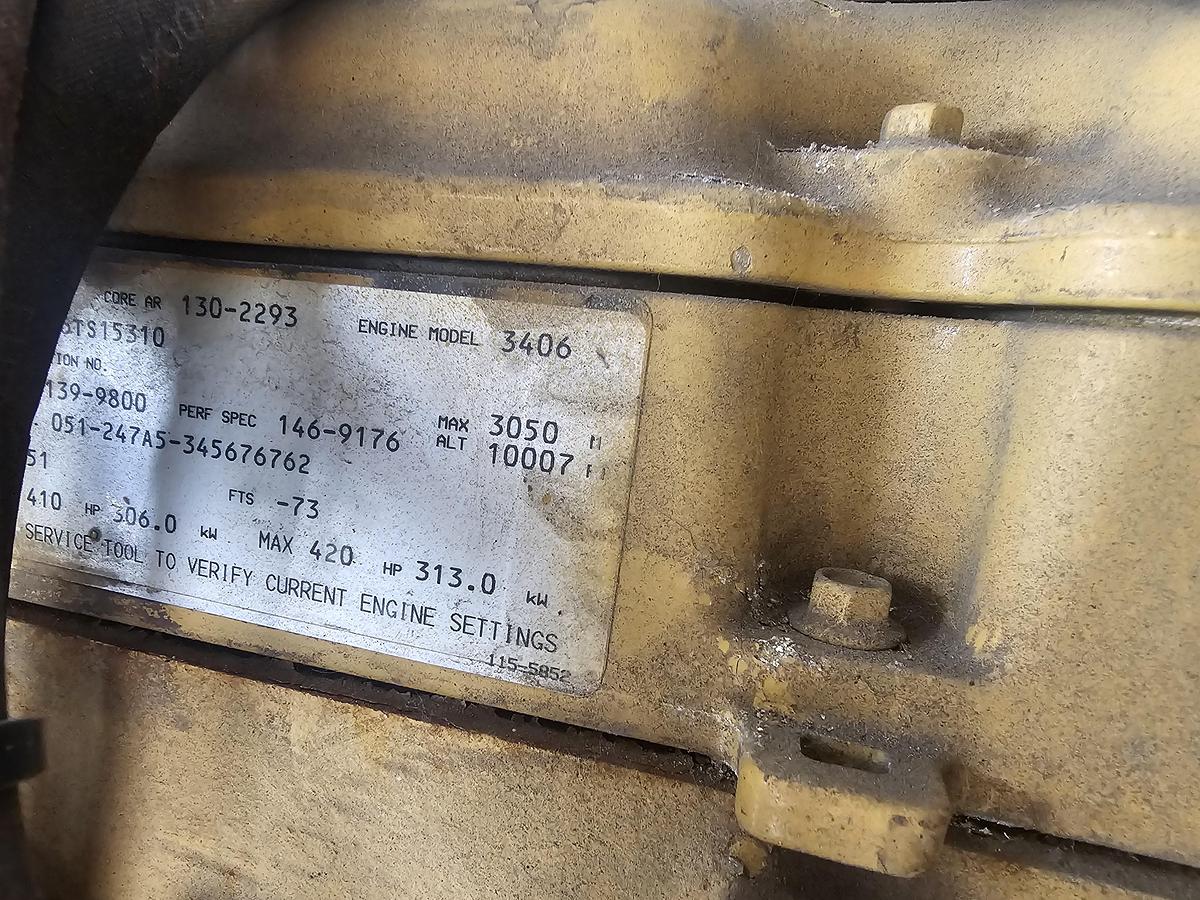 CORE AR 130-2293 ENGINE MODEL 3406
TS15310
ION NO.
139-9800 PERF SPEC 146-9176 MAX 3050 M
051-247A5-345676762 ALT 10007
51 FTS -73
410 HP 306.0 kW MAX 420 HP 313.0 kW.
SERVICE TOOL TO VERIFY CURRENT ENGINE SETTINGS
115-5852